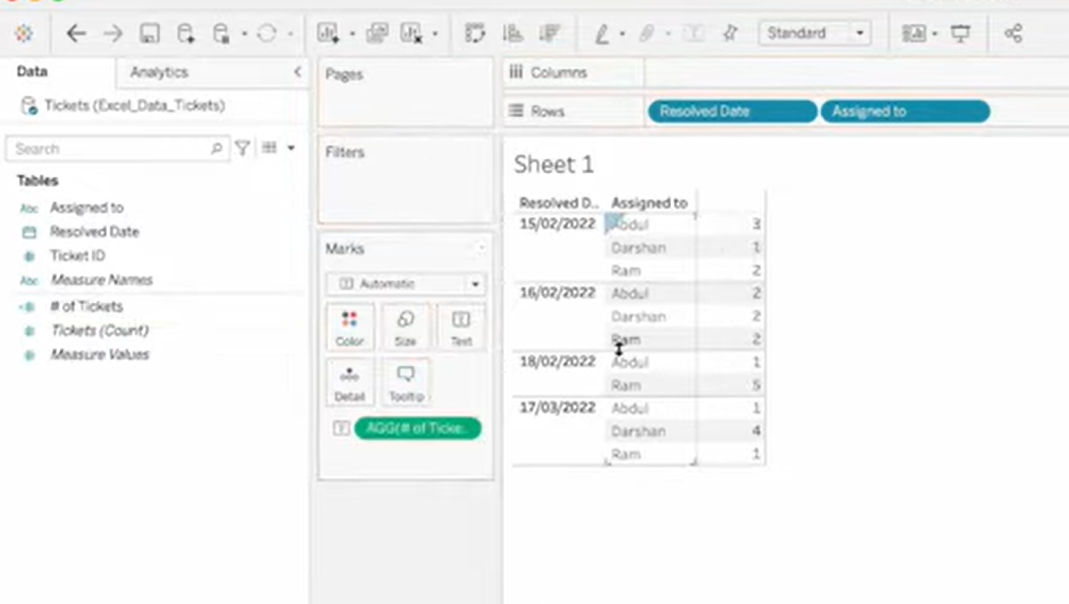 Standard
Data Analytics
Pages
Columns
Tickets (Excel_Data_Tickets)
Rows Resolved Date Assigned to
Search
Filters
Sheet 1
Tables
Abc Assigned to
Resolved Date
Ticket ID
Abc Measure Names
# of Tickets
Tickets (Count)
Measure Values
Marks
Automatic
Color Size Text
Detail Tooltip
AGG(# of Ticke..
Resolved D.. Assigned to
15/02/2022 Abdul 3
Darshan 1
Ram 2
16/02/2022 Abdul 2
Darshan 2
Ram 2
18/02/2022 Abdul 1
Ram 5
17/03/2022 Abdul 1
Darshan 4
Ram 1